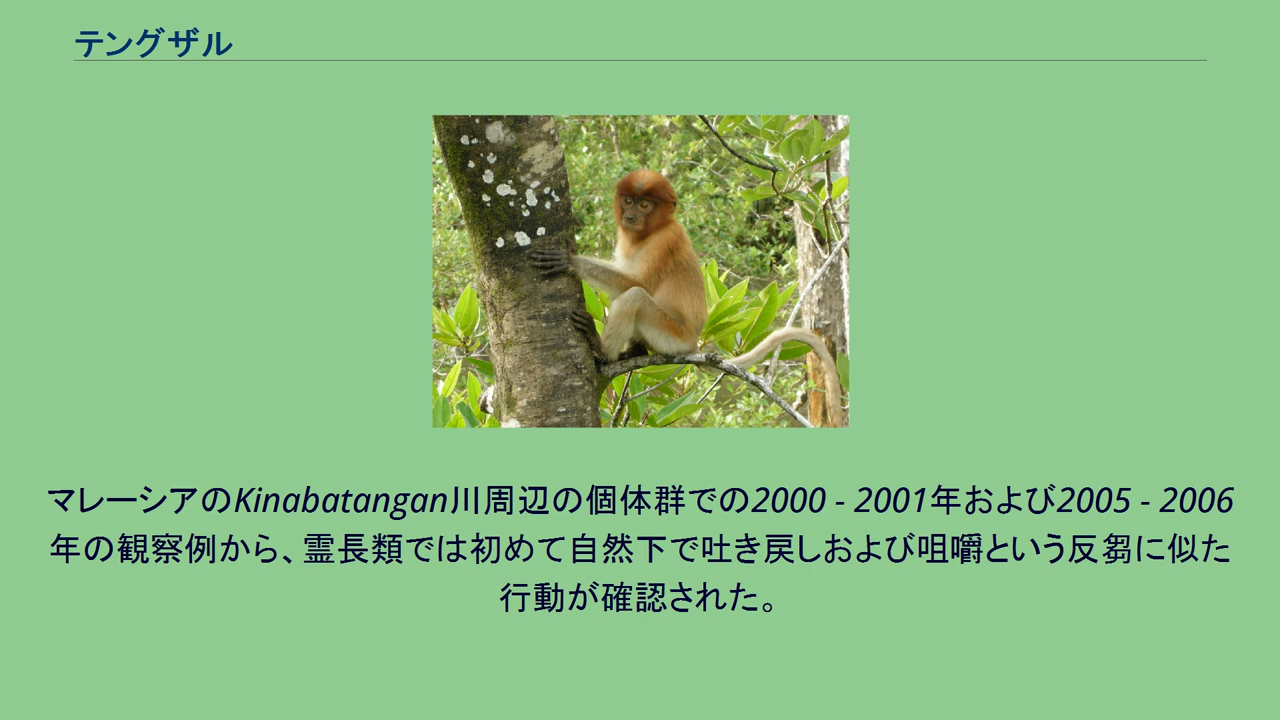 テングザル
マレーシアのKinabatangan川周辺の個体群での2000 - 2001年および2005 - 2006
年の観察例から、霊長類では初めて自然下で吐き戻しおよび咀嚼という反芻に似た
行動が確認された。